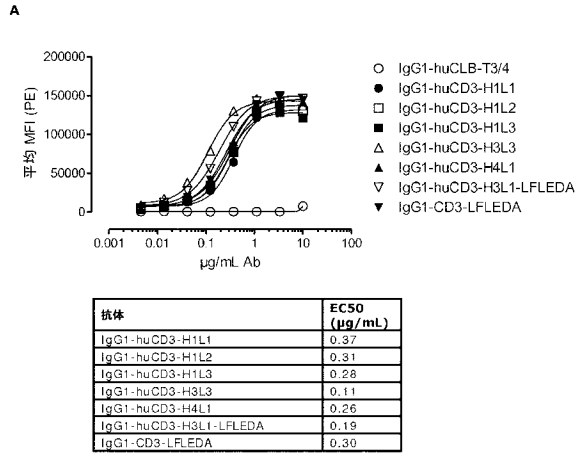 A
200000
150000
100000
50000
0
平均 MFI (PE)
0.001
0.01
0.1
1
10
100
µg/mL Ab
IgG1-huCLB-T3/4
IgG1-huCD3-H1L1
IgG1-huCD3-H1L2
IgG1-huCD3-H1L3
IgG1-huCD3-H3L3
IgG1-huCD3-H4L1
IgG1-huCD3-H3L1-LFLEDA
IgG1-CD3-LFLEDA
抗体 EC50
(µg/mL)
IgG1-huCD3-H1L1 0.37
IgG1-huCD3-H1L2 0.31
IgG1-huCD3-H1L3 0.28
IgG1-huCD3-H3L3 0.11
IgG1-huCD3-H4L1 0.26
IgG1-huCD3-H3L1-LFLEDA 0.19
IgG1-CD3-LFLEDA 0.30